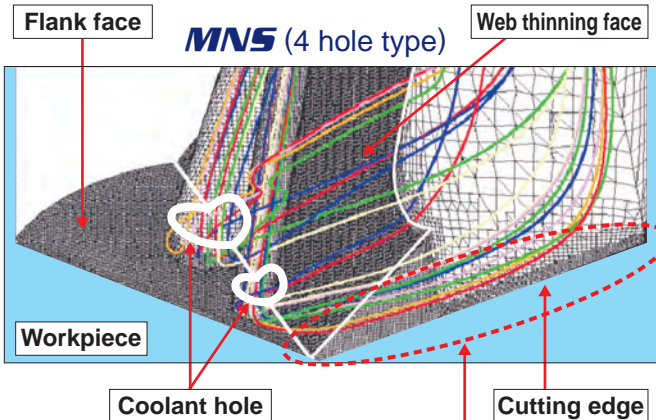 Flank face
MNS (4 hole type)
Web thinning face
Workpiece
Coolant hole
Cutting edge